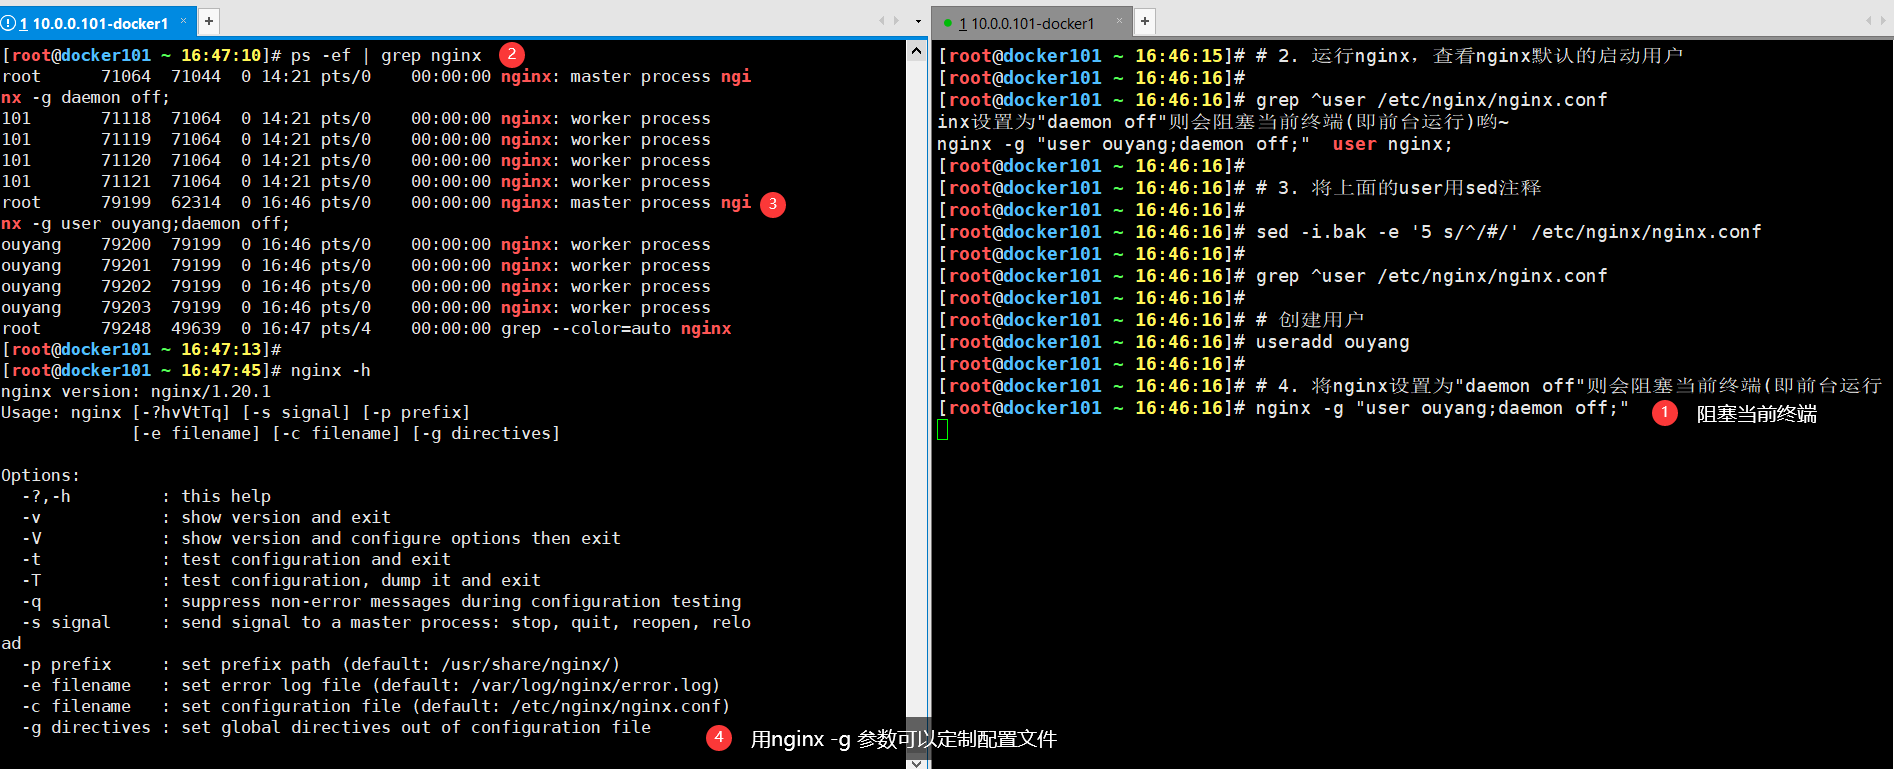 1 10.0.0.101-docker1 × +
[root@docker101 ~ 16:47:10]# ps -ef | grep nginx 2
root 71064 71044 0 14:21 pts/0 00:00:00 nginx: master process ngi
nx -g daemon off;
101 71118 71064 0 14:21 pts/0 00:00:00 nginx: worker process
101 71119 71064 0 14:21 pts/0 00:00:00 nginx: worker process
101 71120 71064 0 14:21 pts/0 00:00:00 nginx: worker process
101 71121 71064 0 14:21 pts/0 00:00:00 nginx: worker process
root 79199 62314 0 16:46 pts/0 00:00:00 nginx: master process ngi 3
nx -g user ouyang;daemon off;
ouyang 79200 79199 0 16:46 pts/0 00:00:00 nginx: worker process
ouyang 79201 79199 0 16:46 pts/0 00:00:00 nginx: worker process
ouyang 79202 79199 0 16:46 pts/0 00:00:00 nginx: worker process
ouyang 79203 79199 0 16:46 pts/0 00:00:00 nginx: worker process
root 79248 49639 0 16:47 pts/4 00:00:00 grep --color=auto nginx
[root@docker101 ~ 16:47:13]#
[root@docker101 ~ 16:47:45]# nginx -h
nginx version: nginx/1.20.1
Usage: nginx [-?hvVtTq] [-s signal] [-p prefix]
[-e filename] [-c filename] [-g directives]
Options:
-?,-h : this help
-v : show version and exit
-V : show version and configure options then exit
-t : test configuration and exit
-T : test configuration, dump it and exit
-q : suppress non-error messages during configuration testing
-s signal : send signal to a master process: stop, quit, reopen, relo
ad
-p prefix : set prefix path (default: /usr/share/nginx/)
-e filename : set error log file (default: /var/log/nginx/error.log)
-c filename : set configuration file (default: /etc/nginx/nginx.conf)
-g directives : set global directives out of configuration file
4 用nginx -g 参数可以定制配置文件
1 10.0.0.101-docker1 × +
[root@docker101 ~ 16:46:15]# # 2. 运行nginx，查看nginx默认的启动用户
[root@docker101 ~ 16:46:16]#
[root@docker101 ~ 16:46:16]# grep ^user /etc/nginx/nginx.conf
inx设置为"daemon off"则会阻塞当前终端(即前台运行)哟~
nginx -g "user ouyang;daemon off;" user nginx;
[root@docker101 ~ 16:46:16]#
[root@docker101 ~ 16:46:16]# # 3. 将上面的user用sed注释
[root@docker101 ~ 16:46:16]#
[root@docker101 ~ 16:46:16]# sed -i.bak -e '5 s/^/#/' /etc/nginx/nginx.conf
[root@docker101 ~ 16:46:16]#
[root@docker101 ~ 16:46:16]# grep ^user /etc/nginx/nginx.conf
[root@docker101 ~ 16:46:16]#
[root@docker101 ~ 16:46:16]# # 创建用户
[root@docker101 ~ 16:46:16]# useradd ouyang
[root@docker101 ~ 16:46:16]#
[root@docker101 ~ 16:46:16]# # 4. 将nginx设置为"daemon off"则会阻塞当前终端(即前台运行
[root@docker101 ~ 16:46:16]# nginx -g "user ouyang;daemon off;" 1 阻塞当前终端